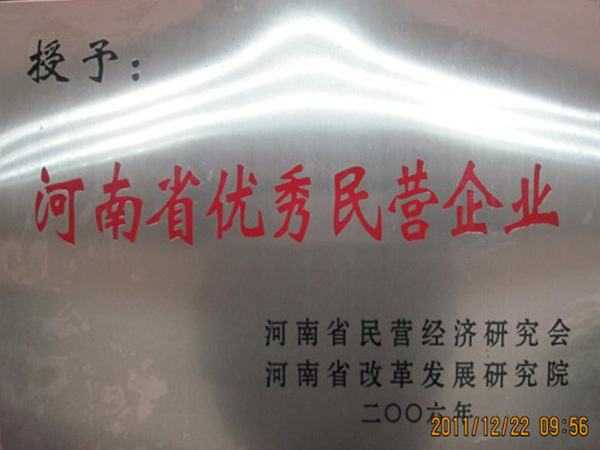 授予：
河南省优秀民营企业
河南省民营经济研究会
河南省改革发展研究院
二〇〇六年
2011/12/22 09:56